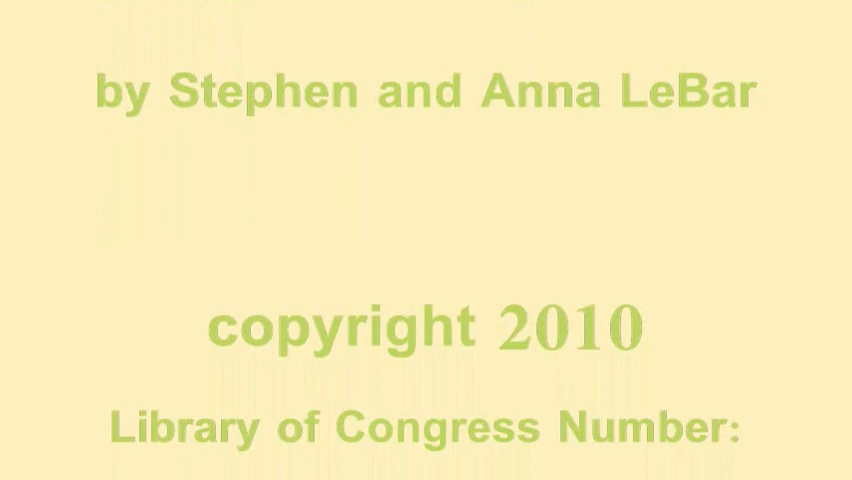 by Stephen and Anna LeBar
copyright 2010
Library of Congress Number: